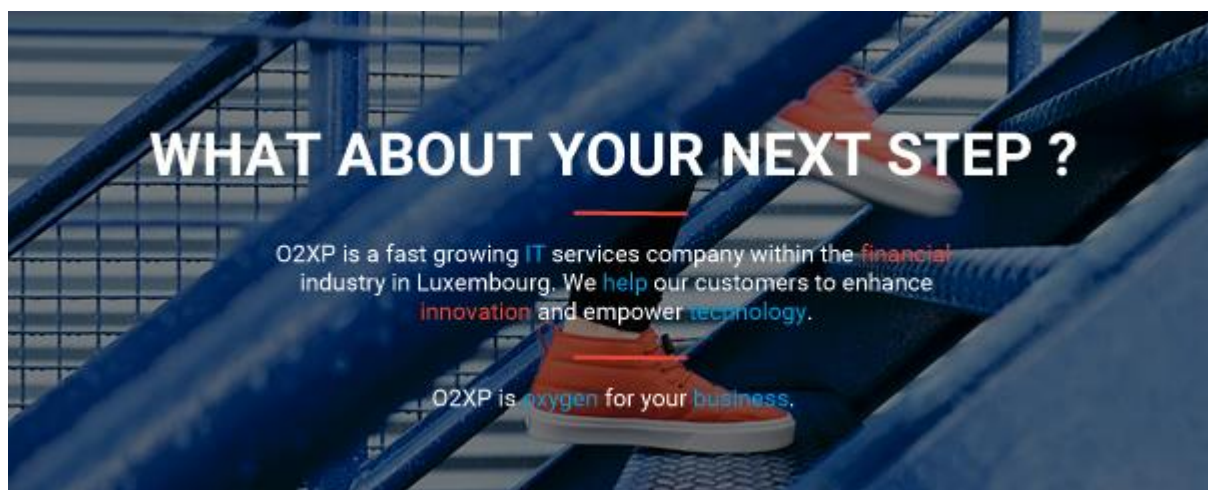 WHAT ABOUT YOUR NEXT STEP ?
O2XP is a fast growing IT services company within the financial
industry in Luxembourg. We help our customers to enhance
innovation and empower technology.
O2XP is oxygen for your business.